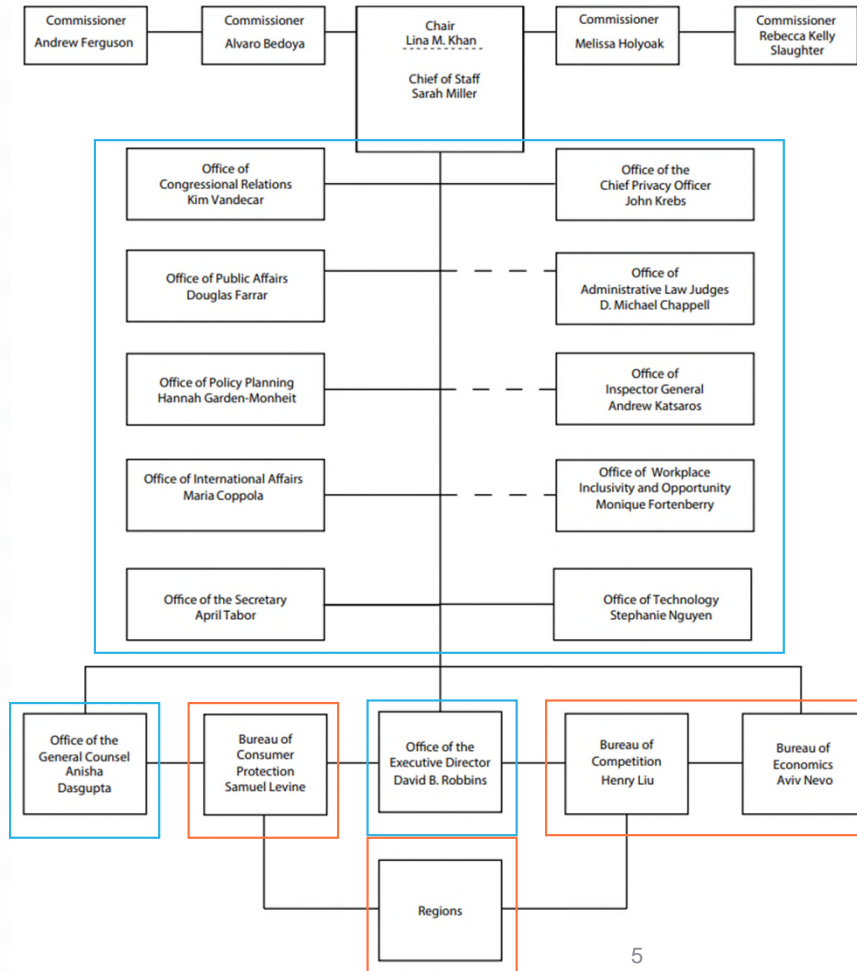 Commissioner
Andrew Ferguson
Commissioner
Alvaro Bedoya
Chair
Lina M. Khan
Chief of Staff
Sarah Miller
Commissioner
Melissa Holyoak
Commissioner
Rebecca Kelly
Slaughter
Office of
Congressional Relations
Kim Vandecar
Office of the
Chief Privacy Officer
John Krebs
Office of Public Affairs
Douglas Farrar
Office of
Administrative Law Judges
D. Michael Chappell
Office of Policy Planning
Hannah Garden-Monheit
Office of
Inspector General
Andrew Katsaros
Office of International Affairs
Maria Coppola
Office of Workplace
Inclusivity and Opportunity
Monique Fortenberry
Office of the Secretary
April Tabor
Office of Technology
Stephanie Nguyen
Office of the
General Counsel
Anisha
Dasgupta
Bureau of
Consumer
Protection
Samuel Levine
Office of the
Executive Director
David B. Robbins
Bureau of
Competition
Henry Liu
Bureau of
Economics
Aviv Nevo
Regions
5